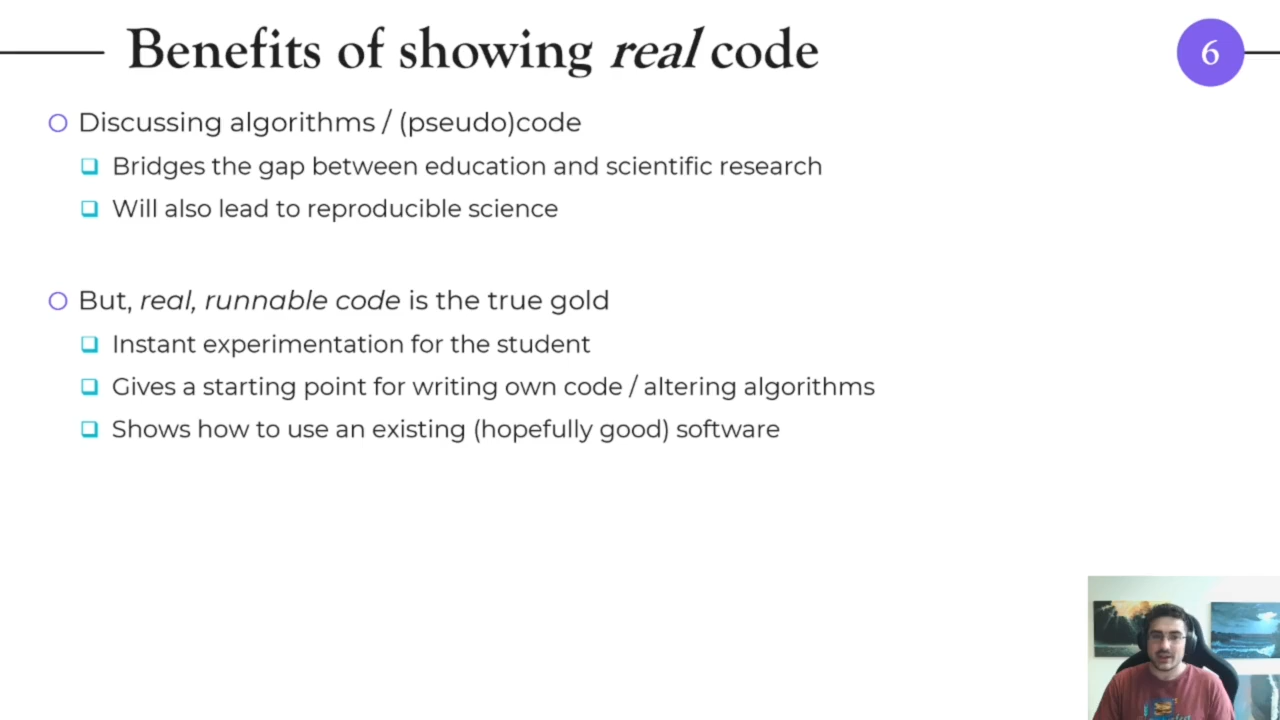 Benefits of showing real code
6
Discussing algorithms / (pseudo)code
Bridges the gap between education and scientific research
Will also lead to reproducible science
But, real, runnable code is the true gold
Instant experimentation for the student
Gives a starting point for writing own code / altering algorithms
Shows how to use an existing (hopefully good) software